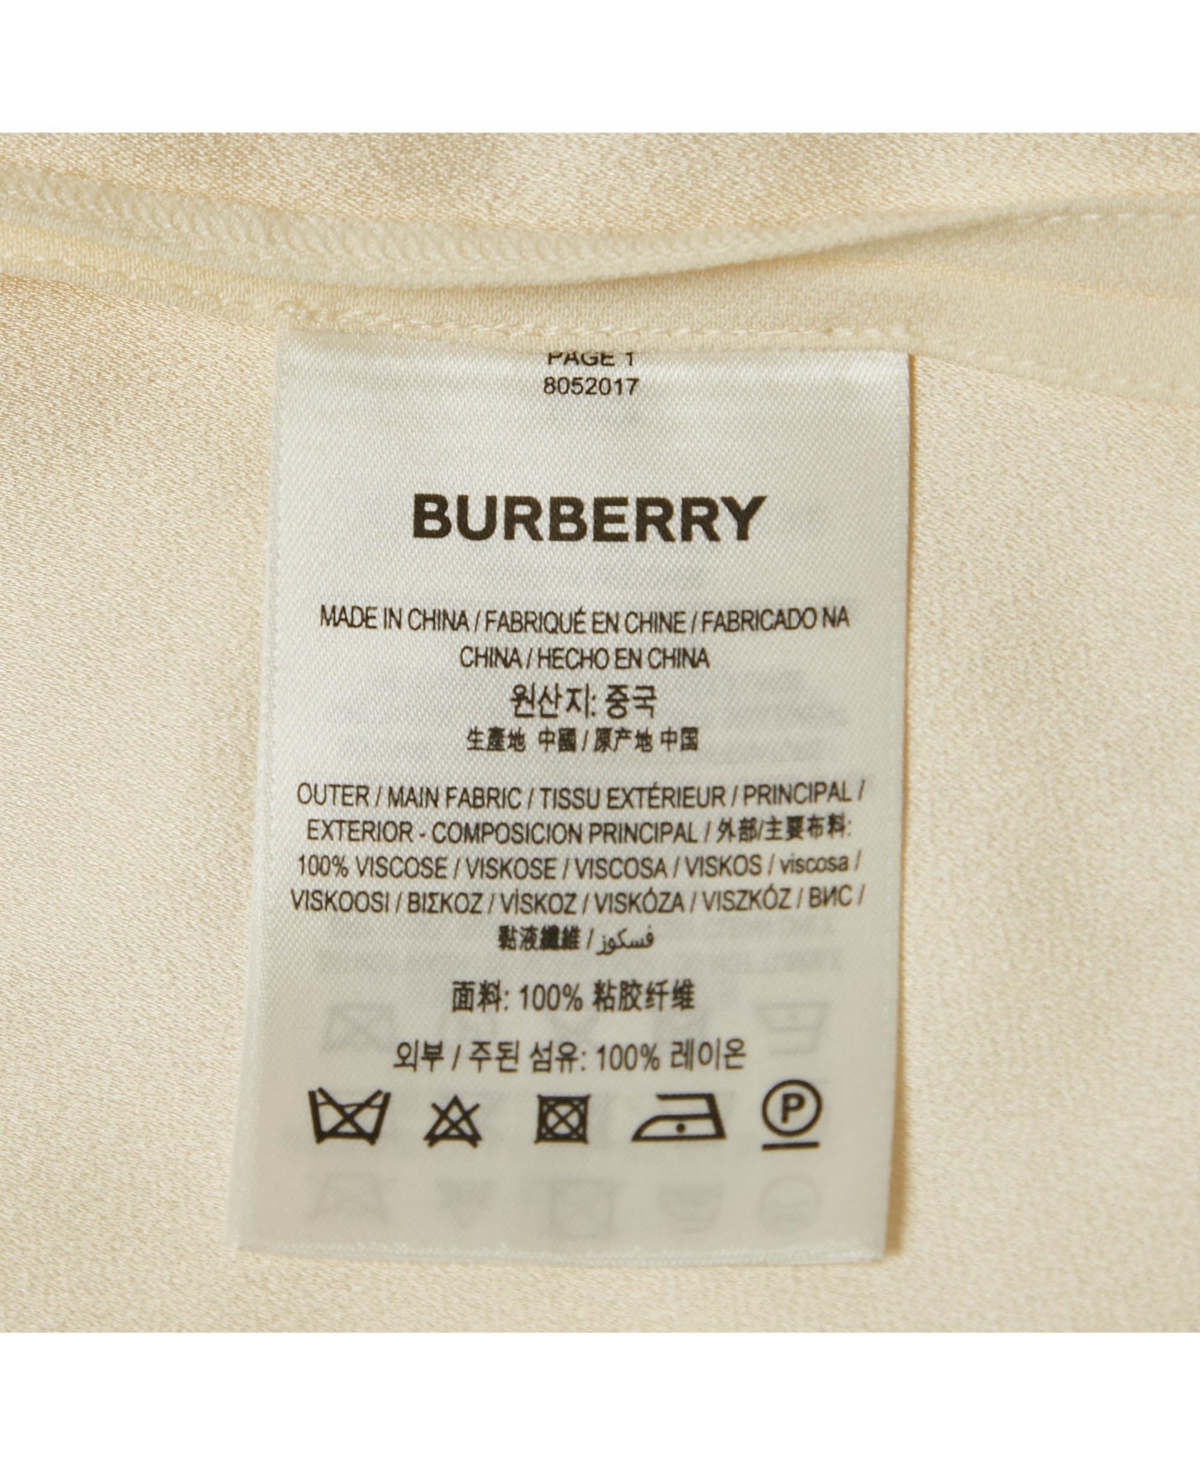 PAGE 1
8052017
BURBERRY
MADE IN CHINA / FABRIQUÉ EN CHINE / FABRICADO NA
CHINA / HECHO EN CHINA
원산지: 중국
生產地 中國 / 原产地 中国
OUTER / MAIN FABRIC / TISSU EXTÉRIEUR / PRINCIPAL /
EXTERIOR - COMPOSICION PRINCIPAL / 外部/主要布料:
100% VISCOSE / VISKOSE / VISCOSA / VISKOS / viscosa /
VISKOOSI / ΒΙΣΚΟΖ / VİSKOZ / VISKÓZA / VISZKÓZ / ВИС /
黏液纖維 / فسكوز
面料: 100% 粘胶纤维
외부 / 주된 섬유: 100% 레이온
P